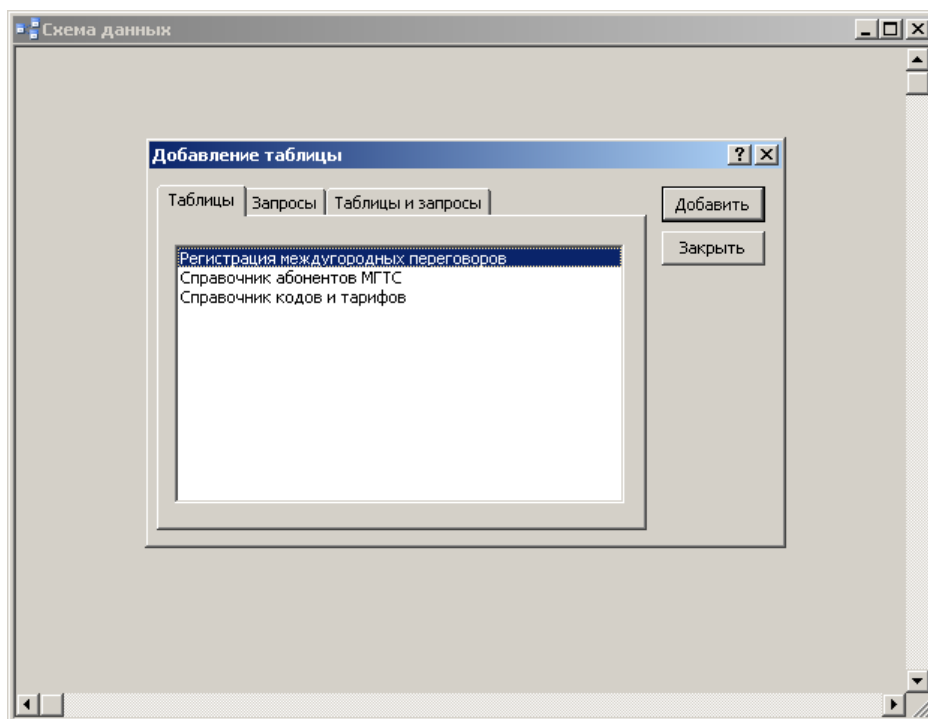 Схема данных
Добавление таблицы
Таблицы Запросы Таблицы и запросы
Добавить
Закрыть
Регистрация междугородных переговоров
Справочник абонентов МГТС
Справочник кодов и тарифов